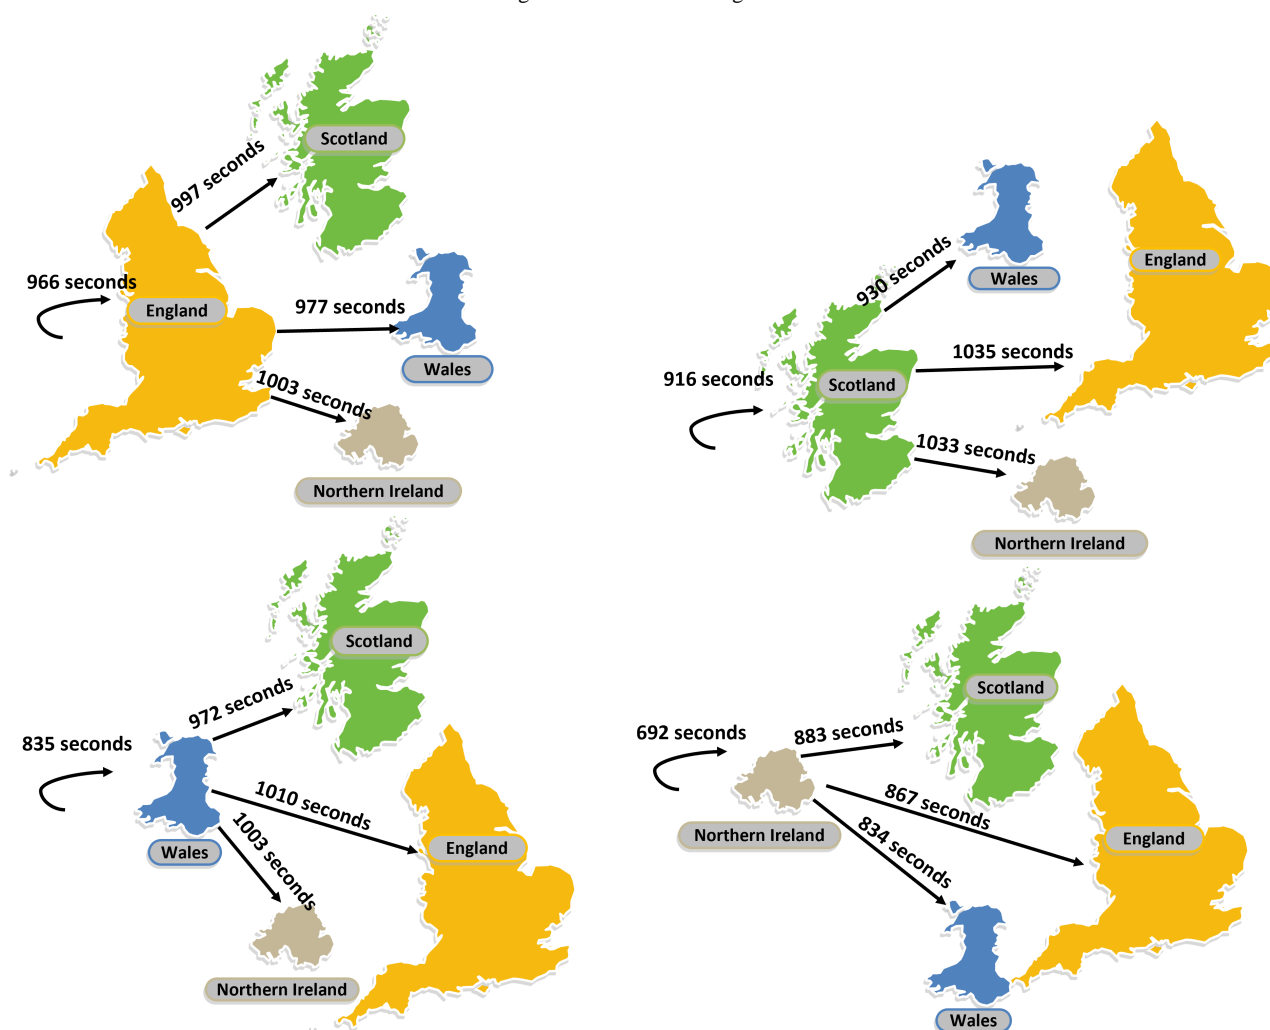 Scotland
997 seconds
966 seconds
England
977 seconds
Wales
1003 seconds
Northern Ireland
930 seconds
Wales
England
1035 seconds
916 seconds
Scotland
1033 seconds
Northern Ireland
Scotland
972 seconds
835 seconds
1010 seconds
1003 seconds
Wales
England
Northern Ireland
Scotland
692 seconds
883 seconds
867 seconds
834 seconds
Northern Ireland
England
Wales